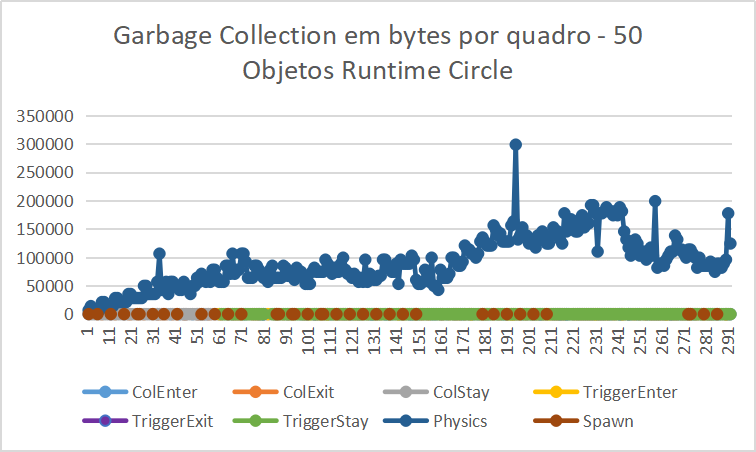 Garbage Collection em bytes por quadro - 50
Objetos Runtime Circle
350000
300000
250000
200000
150000
100000
50000
0
1 11 21 31 41 51 61 71 81 91 101 111 121 131 141 151 161 171 181 191 201 211 221 231 241 251 261 271 281 291
ColEnter ColExit ColStay TriggerEnter
TriggerExit TriggerStay Physics Spawn